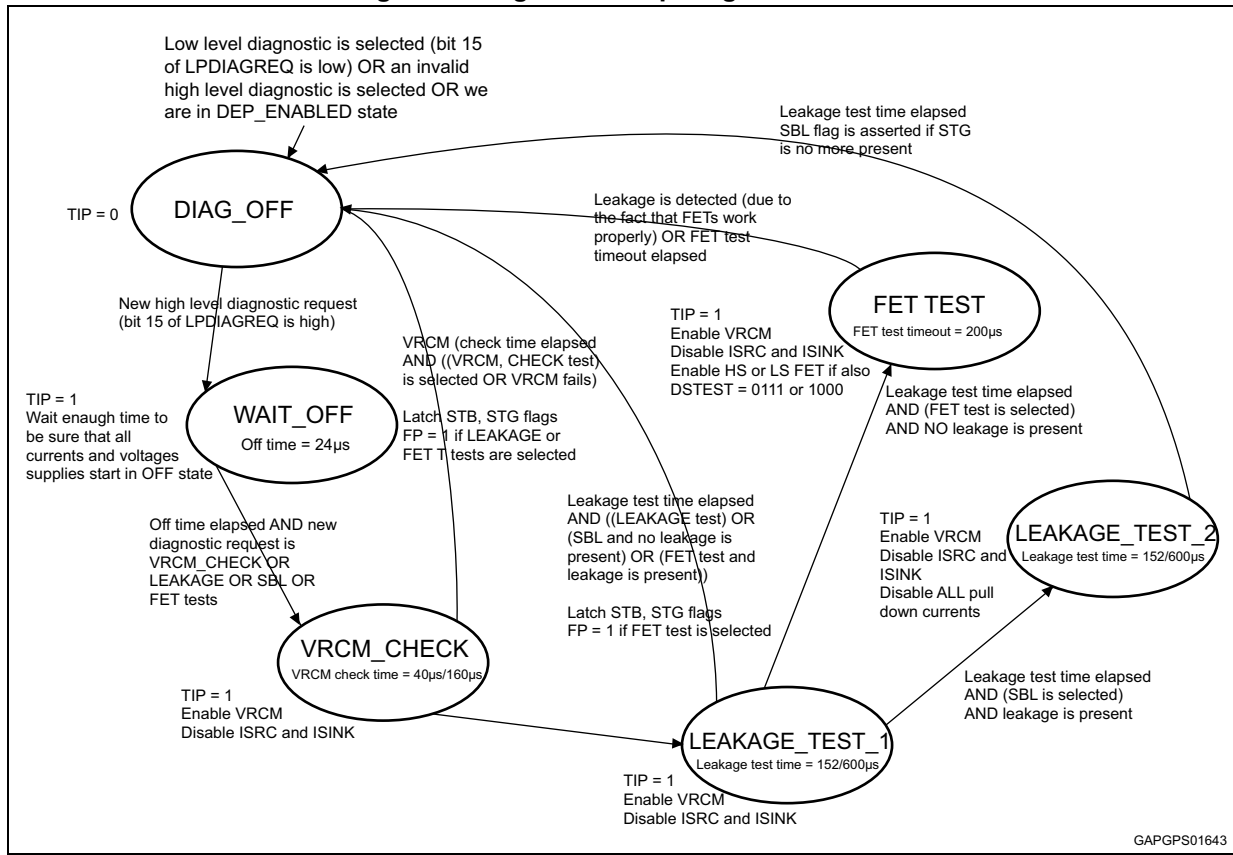 Low level diagnostic is selected (bit 15
of LPDIAGREQ is low) OR an invalid
high level diagnostic is selected OR we
are in DEP_ENABLED state
Leakage test time elapsed
SBL flag is asserted if STG
is no more present
TIP = 0
DIAG_OFF
Leakage is detected (due to
the fact that FETs work
properly) OR FET test
timeout elapsed
New high level diagnostic request
(bit 15 of LPDIAGREQ is high)
FET TEST
FET test timeout = 200µs
TIP = 1
Enable VRCM
Disable ISRC and ISINK
Enable HS or LS FET if also
DSTEST = 0111 or 1000
VRCM (check time elapsed
AND ((VRCM, CHECK test)
is selected OR VRCM fails)
Latch STB, STG flags
FP = 1 if LEAKAGE or
FET T tests are selected
TIP = 1
Wait enaugh time to
be sure that all
currents and voltages
supplies start in OFF state
WAIT_OFF
Off time = 24µs
Leakage test time elapsed
AND (FET test is selected)
AND NO leakage is present
Off time elapsed AND new
diagnostic request is
VRCM_CHECK OR
LEAKAGE OR SBL OR
FET tests
Leakage test time elapsed
AND ((LEAKAGE test) OR
(SBL and no leakage is
present) OR (FET test and
leakage is present))
Latch STB, STG flags
FP = 1 if FET test is selected
TIP = 1
Enable VRCM
Disable ISRC and
ISINK
Disable ALL pull
down currents
LEAKAGE_TEST_2
Leakage test time = 152/600µs
VRCM_CHECK
VRCM check time = 40µs/160µs
TIP = 1
Enable VRCM
Disable ISRC and ISINK
Leakage test time elapsed
AND (SBL is selected)
AND leakage is present
LEAKAGE_TEST_1
Leakage test time = 152/600µs
TIP = 1
Enable VRCM
Disable ISRC and ISINK
GAPGPS01643